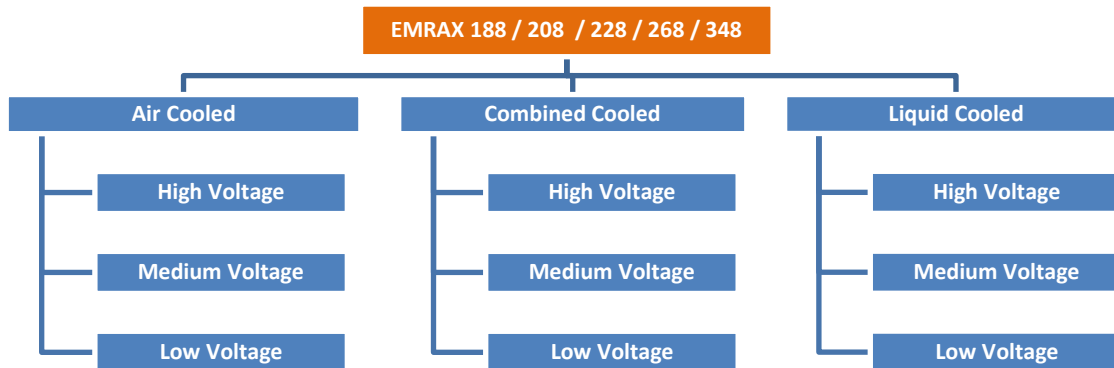 EMRAX 188 / 208 / 228 / 268 / 348
Air Cooled
High Voltage
Medium Voltage
Low Voltage
Combined Cooled
High Voltage
Medium Voltage
Low Voltage
Liquid Cooled
High Voltage
Medium Voltage
Low Voltage